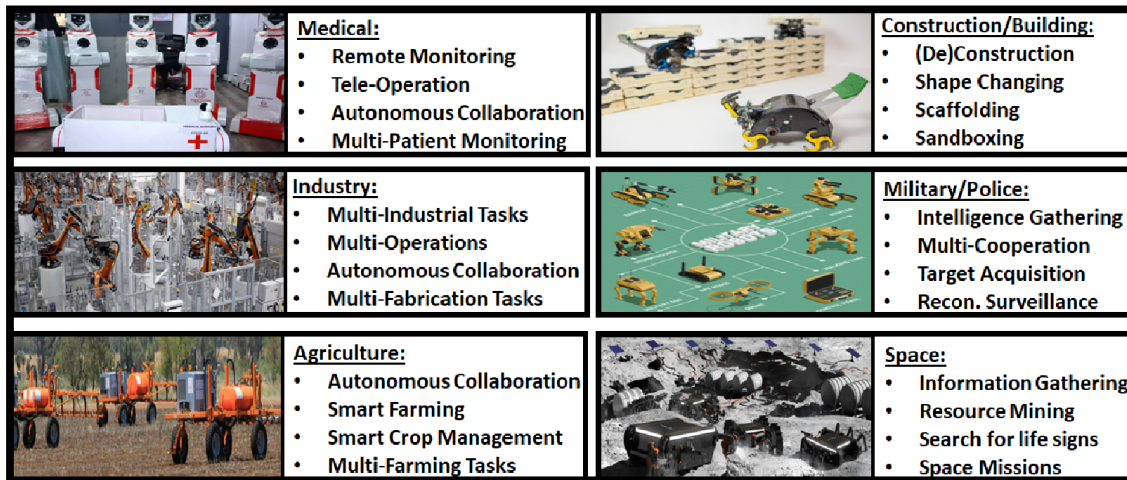 Medical:
• Remote Monitoring
• Tele-Operation
• Autonomous Collaboration
• Multi-Patient Monitoring
Construction/Building:
• (De)Construction
• Shape Changing
• Scaffolding
• Sandboxing
Industry:
• Multi-Industrial Tasks
• Multi-Operations
• Autonomous Collaboration
• Multi-Fabrication Tasks
Military/Police:
• Intelligence Gathering
• Multi-Cooperation
• Target Acquisition
• Recon. Surveillance
Agriculture:
• Autonomous Collaboration
• Smart Farming
• Smart Crop Management
• Multi-Farming Tasks
Space:
• Information Gathering
• Resource Mining
• Search for life signs
• Space Missions